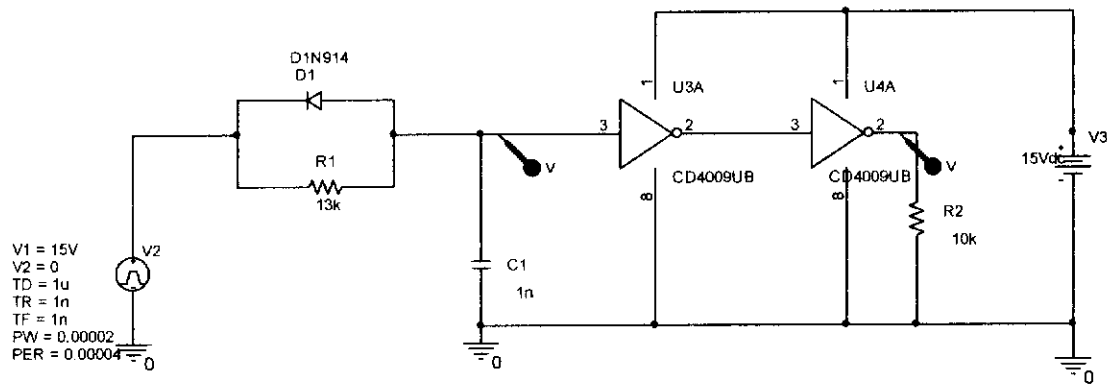 D1N914
D1
R1
13k
V1 = 15V
V2 = 0
TD = 1u
TR = 1n
TF = 1n
PW = 0.00002
PER = 0.00004
V2
0
C1
1n
0
V
3
1
U3A
2
CD4009UB
8
3
1
U4A
2
CD4009UB
8
V
R2
10k
V3
15Vdc
+
-
0